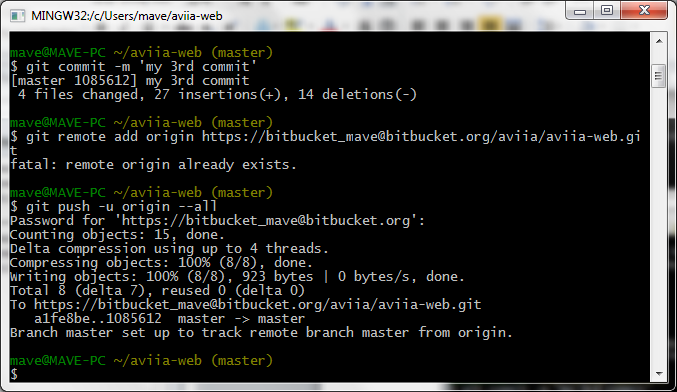 MINGW32:/c/Users/mave/aviia-web
mave@MAVE-PC ~/aviia-web (master)
$ git commit -m 'my 3rd commit'
[master 1085612] my 3rd commit
 4 files changed, 27 insertions(+), 14 deletions(-)
mave@MAVE-PC ~/aviia-web (master)
$ git remote add origin https://bitbucket_mave@bitbucket.org/aviia/aviia-web.gi
t
fatal: remote origin already exists.
mave@MAVE-PC ~/aviia-web (master)
$ git push -u origin --all
Password for 'https://bitbucket_mave@bitbucket.org':
Counting objects: 15, done.
Delta compression using up to 4 threads.
Compressing objects: 100% (8/8), done.
Writing objects: 100% (8/8), 923 bytes | 0 bytes/s, done.
Total 8 (delta 7), reused 0 (delta 0)
To https://bitbucket_mave@bitbucket.org/aviia/aviia-web.git
   a1fe8be..1085612  master -> master
Branch master set up to track remote branch master from origin.
mave@MAVE-PC ~/aviia-web (master)
$